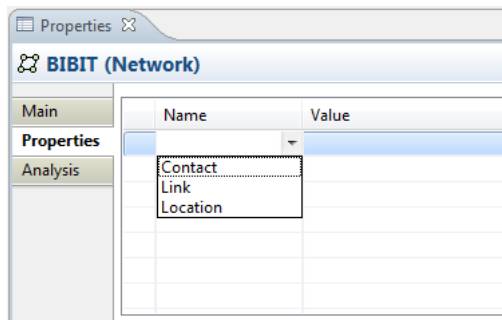 Properties
BIBIT (Network)
Main
Name Value
Properties
Analysis
Contact
Link
Location